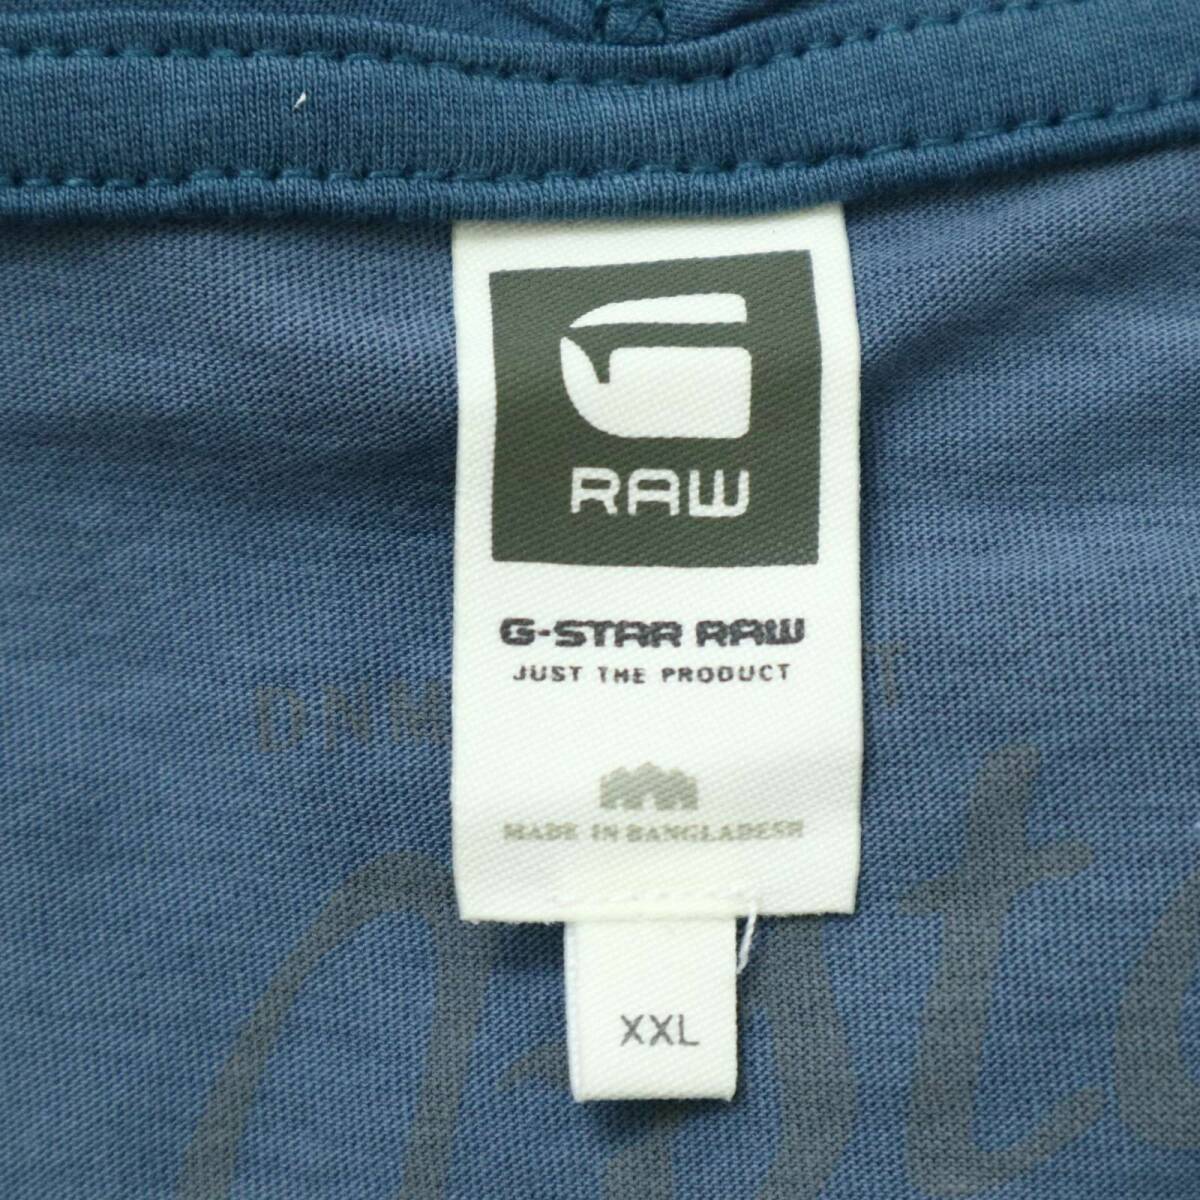 RAW
G-STAR RAW
JUST THE PRODUCT
MADE IN BANGLADESH
XXL